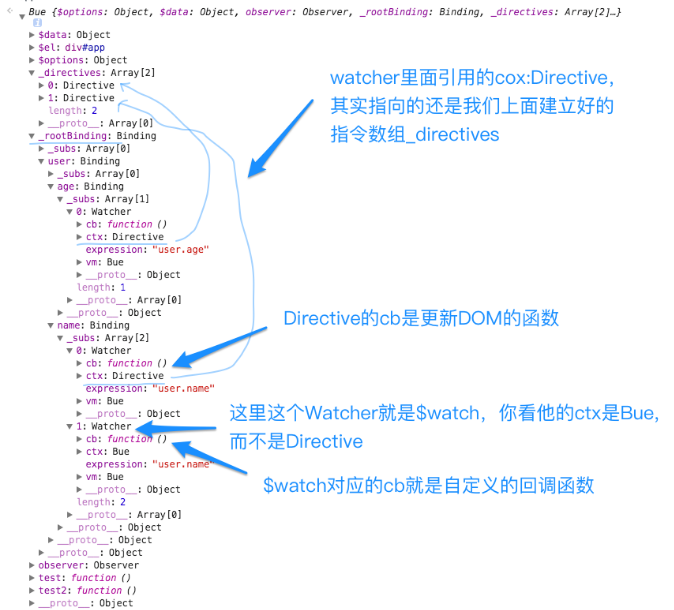 Bue {$options: Object, $data: Object, observer: Observer, _rootBinding: Binding, _directives: Array[2]…}
i
$data: Object
$el: div#app
$options: Object
_directives: Array[2]
0: Directive
1: Directive
length: 2
__proto__: Array[0]
_rootBinding: Binding
_subs: Array[0]
user: Binding
_subs: Array[0]
age: Binding
_subs: Array[1]
0: Watcher
cb: function ()
ctx: Directive
expression: "user.age"
vm: Bue
__proto__: Object
length: 1
__proto__: Array[0]
__proto__: Object
name: Binding
_subs: Array[2]
0: Watcher
cb: function ()
ctx: Directive
expression: "user.name"
vm: Bue
__proto__: Object
1: Watcher
cb: function ()
ctx: Bue
expression: "user.name"
vm: Bue
__proto__: Object
length: 2
__proto__: Array[0]
__proto__: Object
__proto__: Object
__proto__: Object
observer: Observer
test: function ()
test2: function ()
__proto__: Object
watcher里面引用的cox:Directive,
其实指向的还是我们上面建立好的
指令数组_directives
Directive的cb是更新DOM的函数
这里这个Watcher就是$watch，你看他的ctx是Bue,
而不是Directive
$watch对应的cb就是自定义的回调函数